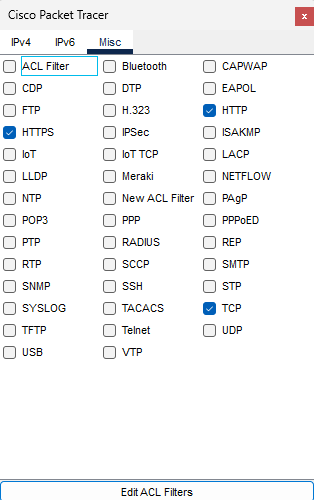 Cisco Packet Tracer
IPv4 IPv6 Misc
ACL Filter Bluetooth CAPWAP
CDP DTP EAPOL
FTP H.323 HTTP
HTTPS IPSec ISAKMP
IoT IoT TCP LACP
LLDP Meraki NETFLOW
NTP New ACL Filter PAgP
POP3 PPP PPPoED
PTP RADIUS REP
RTP SCCP SMTP
SNMP SSH STP
SYSLOG TACACS TCP
TFTP Telnet UDP
USB VTP
Edit ACL Filters